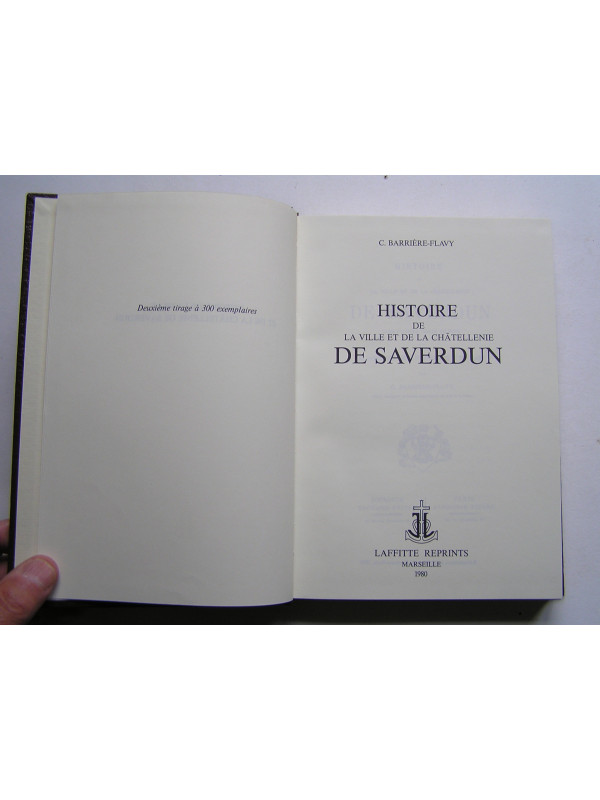 Deuxiéme tirage à 300 exemplaires
C. BARRIÈRE-FLAVY
HISTOIRE
DE
LA VILLE ET DE LA CHÂTELLENIE
DE SAVERDUN
LAFFITTE REPRINTS
MARSEILLE
1980